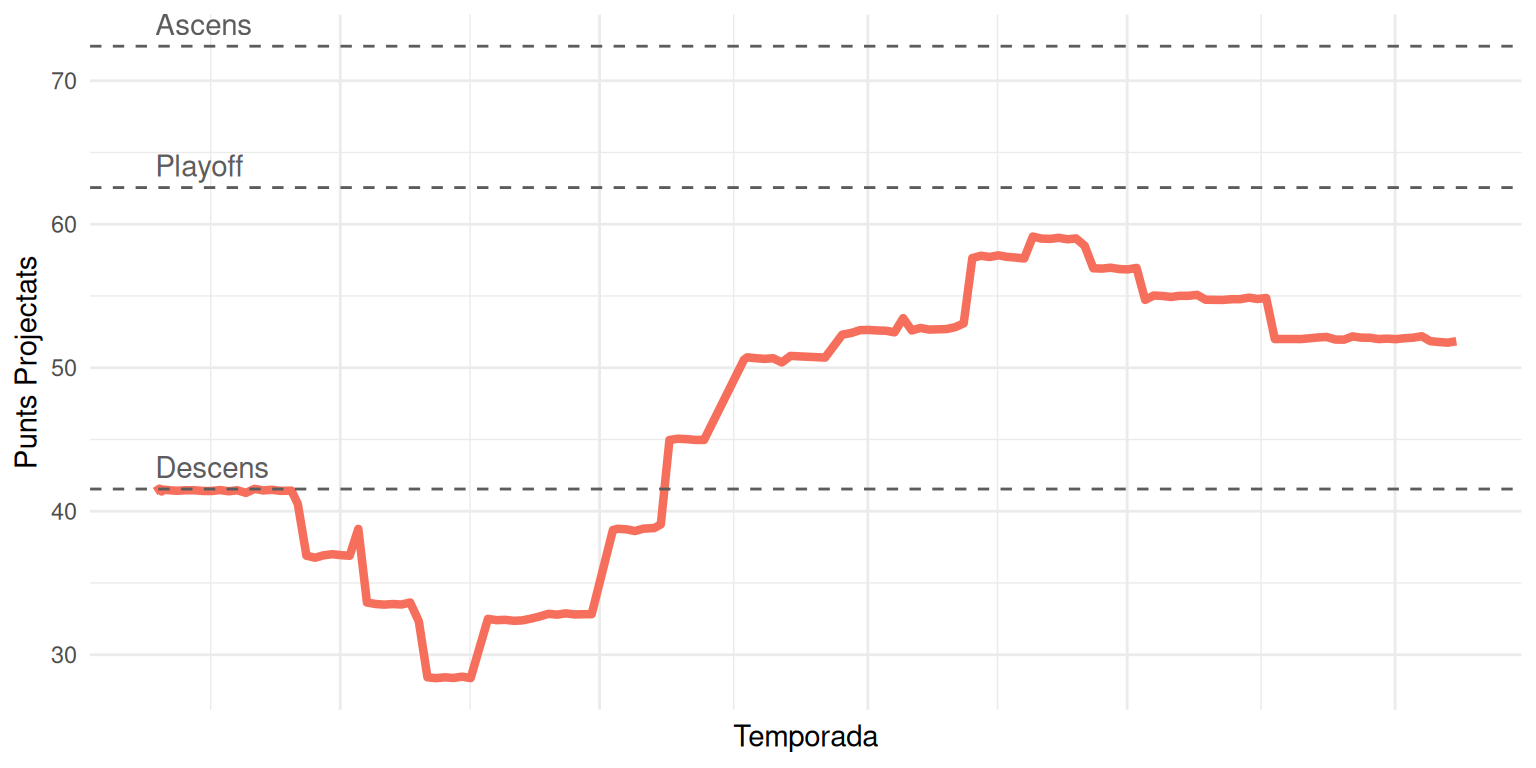 Ascens
70
Playoff
60
50
Descens
40
30
Punts Projectats
Temporada